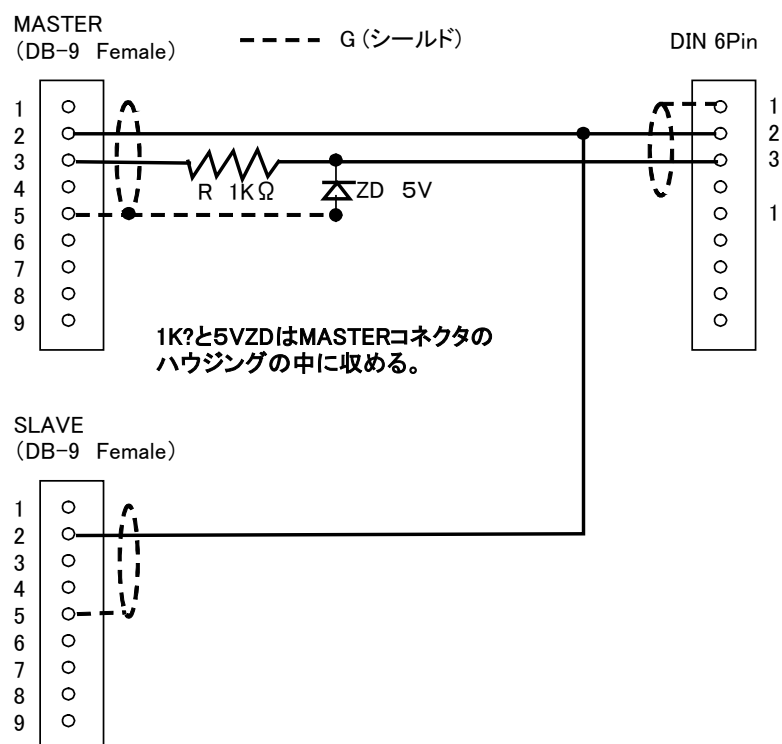 MASTER
(DB-9 Female)
G (シールド)
DIN 6Pin
1
2
3
4
5
6
7
8
9
R 1KΩ
ZD 5V
1
2
3
1
1K?と5VZDはMASTERコネクタの
ハウジングの中に収める。
SLAVE
(DB-9 Female)
1
2
3
4
5
6
7
8
9